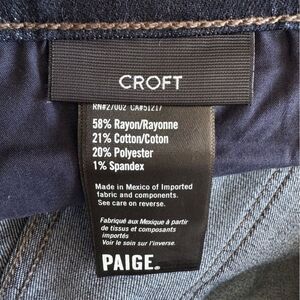 CROFT
RN#27002 CA#51217
58% Rayon/Rayonne
21% Cotton/Coton
20% Polyester
1% Spandex
Made in Mexico of Imported
fabric and components.
See care on reverse.
Fabriqué aux Mexique à partir
de tissus et composants
importés
Voir le soin sur l'inverse.
PAIGE.